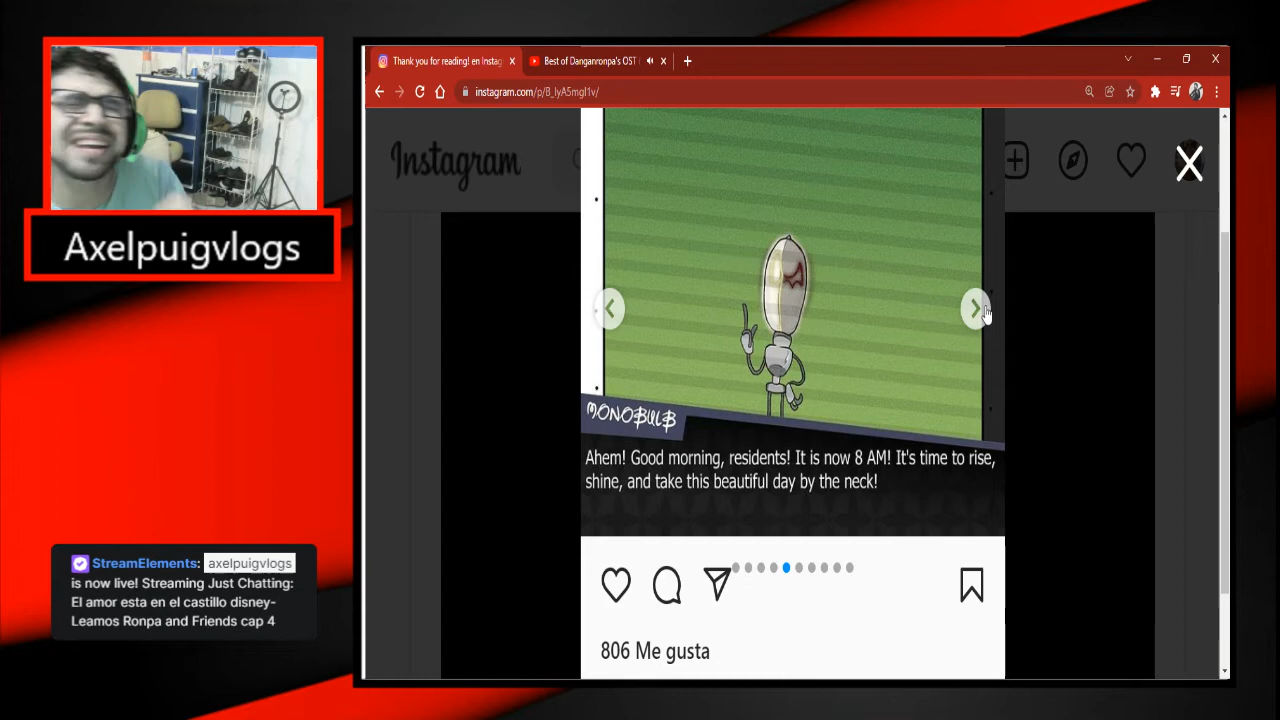 Thank you for reading! en Instag
Best of Danganronpa's OST
instagram.com/p/B_lyA5mgI1v/
Instagram
Axelpuigvlogs
MONOBULB
Ahem! Good morning, residents! It is now 8 AM! It's time to rise,
shine, and take this beautiful day by the neck!
StreamElements: axelpuigvlogs
is now live! Streaming Just Chatting:
El amor esta en el castillo disney-
Leamos Ronpa and Friends cap 4
806 Me gusta